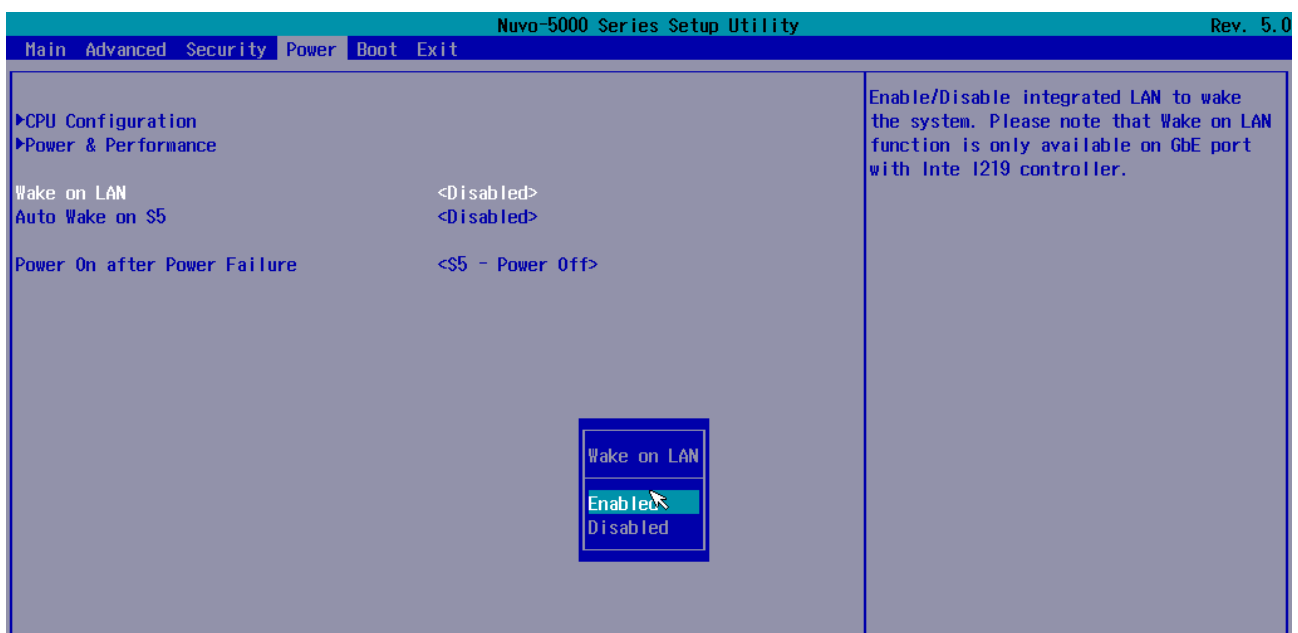 Nuvo-5000 Series Setup Utility Rev. 5.0
Main Advanced Security Power Boot Exit
▶CPU Configuration
▶Power & Performance
Wake on LAN <Disabled>
Auto Wake on S5 <Disabled>
Power On after Power Failure <S5 - Power Off>
Enable/Disable integrated LAN to wake
the system. Please note that Wake on LAN
function is only available on GbE port
with Inte I219 controller.
Wake on LAN
Enabled
Disabled